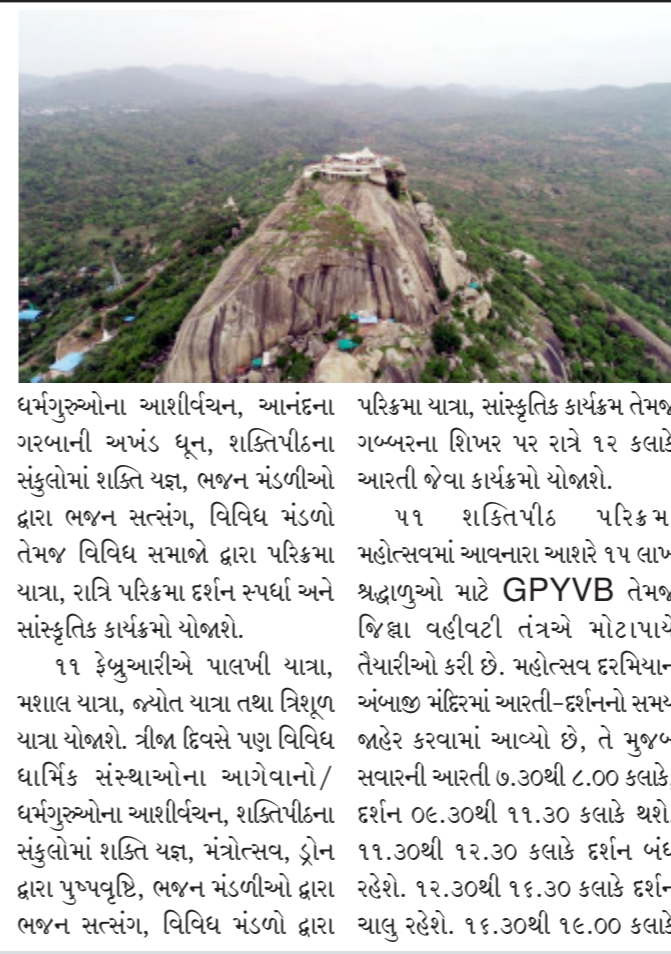 ધર્મગુરુઓના આશીર્વચન, આનંદના
ગરબાની અખંડ ધૂન, શક્તિપીઠના
સંકુલોમાં શક્તિ યજ્ઞ, ભજન મંડળીઓ
દ્વારા ભજન સત્સંગ, વિવિધ મંડળો
તેમજ વિવિધ સમાજો દ્વારા પરિક્રમા
યાત્રા, રાત્રિ પરિક્રમા દર્શન સ્પર્ધા અને
સાંસ્કૃતિક કાર્યક્રમો યોજાશે.
૧૧ ફેબ્રુઆરીએ પાલખી યાત્રા,
મશાલ યાત્રા, જ્યોત યાત્રા તથા ત્રિશૂળ
યાત્રા યોજાશે. ત્રીજા દિવસે પણ વિવિધ
ધાર્મિક સંસ્થાઓના આગેવાનો/
ધર્મગુરુઓના આશીર્વચન, શક્તિપીઠના
સંકુલોમાં શક્તિ યજ્ઞ, મંત્રોત્સવ, ડ્રોન
દ્વારા પુષ્પવૃષ્ટિ, ભજન મંડળીઓ દ્વારા
ભજન સત્સંગ, વિવિધ મંડળો દ્વારા
પરિક્રમા યાત્રા, સાંસ્કૃતિક કાર્યક્રમ તેમજ
ગબ્બરના શિખર પર રાત્રે ૧૨ કલાકે
આરતી જેવા કાર્યક્રમો યોજાશે.
૫૧ શક્તિપીઠ પરિક્રમ
મહોત્સવમાં આવનારા આશરે ૧૫ લાખ
શ્રદ્ધાળુઓ માટે GPYVB તેમજ
જિલ્લા વહીવટી તંત્રએ મોટાપાયે
તૈયારીઓ કરી છે. મહોત્સવ દરમિયાન
અંબાજી મંદિરમાં આરતી-દર્શનનો સમય
જાહેર કરવામાં આવ્યો છે, તે મુજબ
સવારની આરતી ૭.૩૦થી ૮.૦૦ કલાકે,
દર્શન ૦૯.૩૦થી ૧૧.૩૦ કલાકે થશે.
૧૧.૩૦થી ૧૨.૩૦ કલાકે દર્શન બંધ
રહેશે. ૧૨.૩૦થી ૧૬.૩૦ કલાકે દર્શન
ચાલુ રહેશે. ૧૬.૩૦થી ૧૯.૦૦ કલાકે